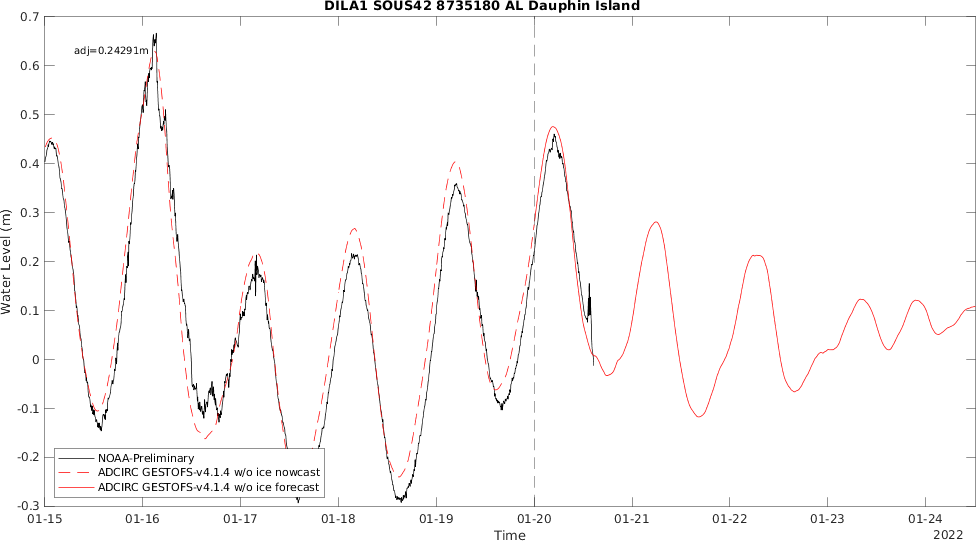 DILA1 SOUS42 8735180 AL Dauphin Island
0.7
adj=0.24291m
0.6
0.5
0.4
0.3
0.2
0.1
0
-0.1
-0.2
-0.3
Water Level (m)
NOAA-Preliminary
ADCIRC GESTOFS-v4.1.4 w/o ice nowcast
ADCIRC GESTOFS-v4.1.4 w/o ice forecast
01-15 01-16 01-17 01-18 01-19 01-20 01-21 01-22 01-23 01-24
Time
2022